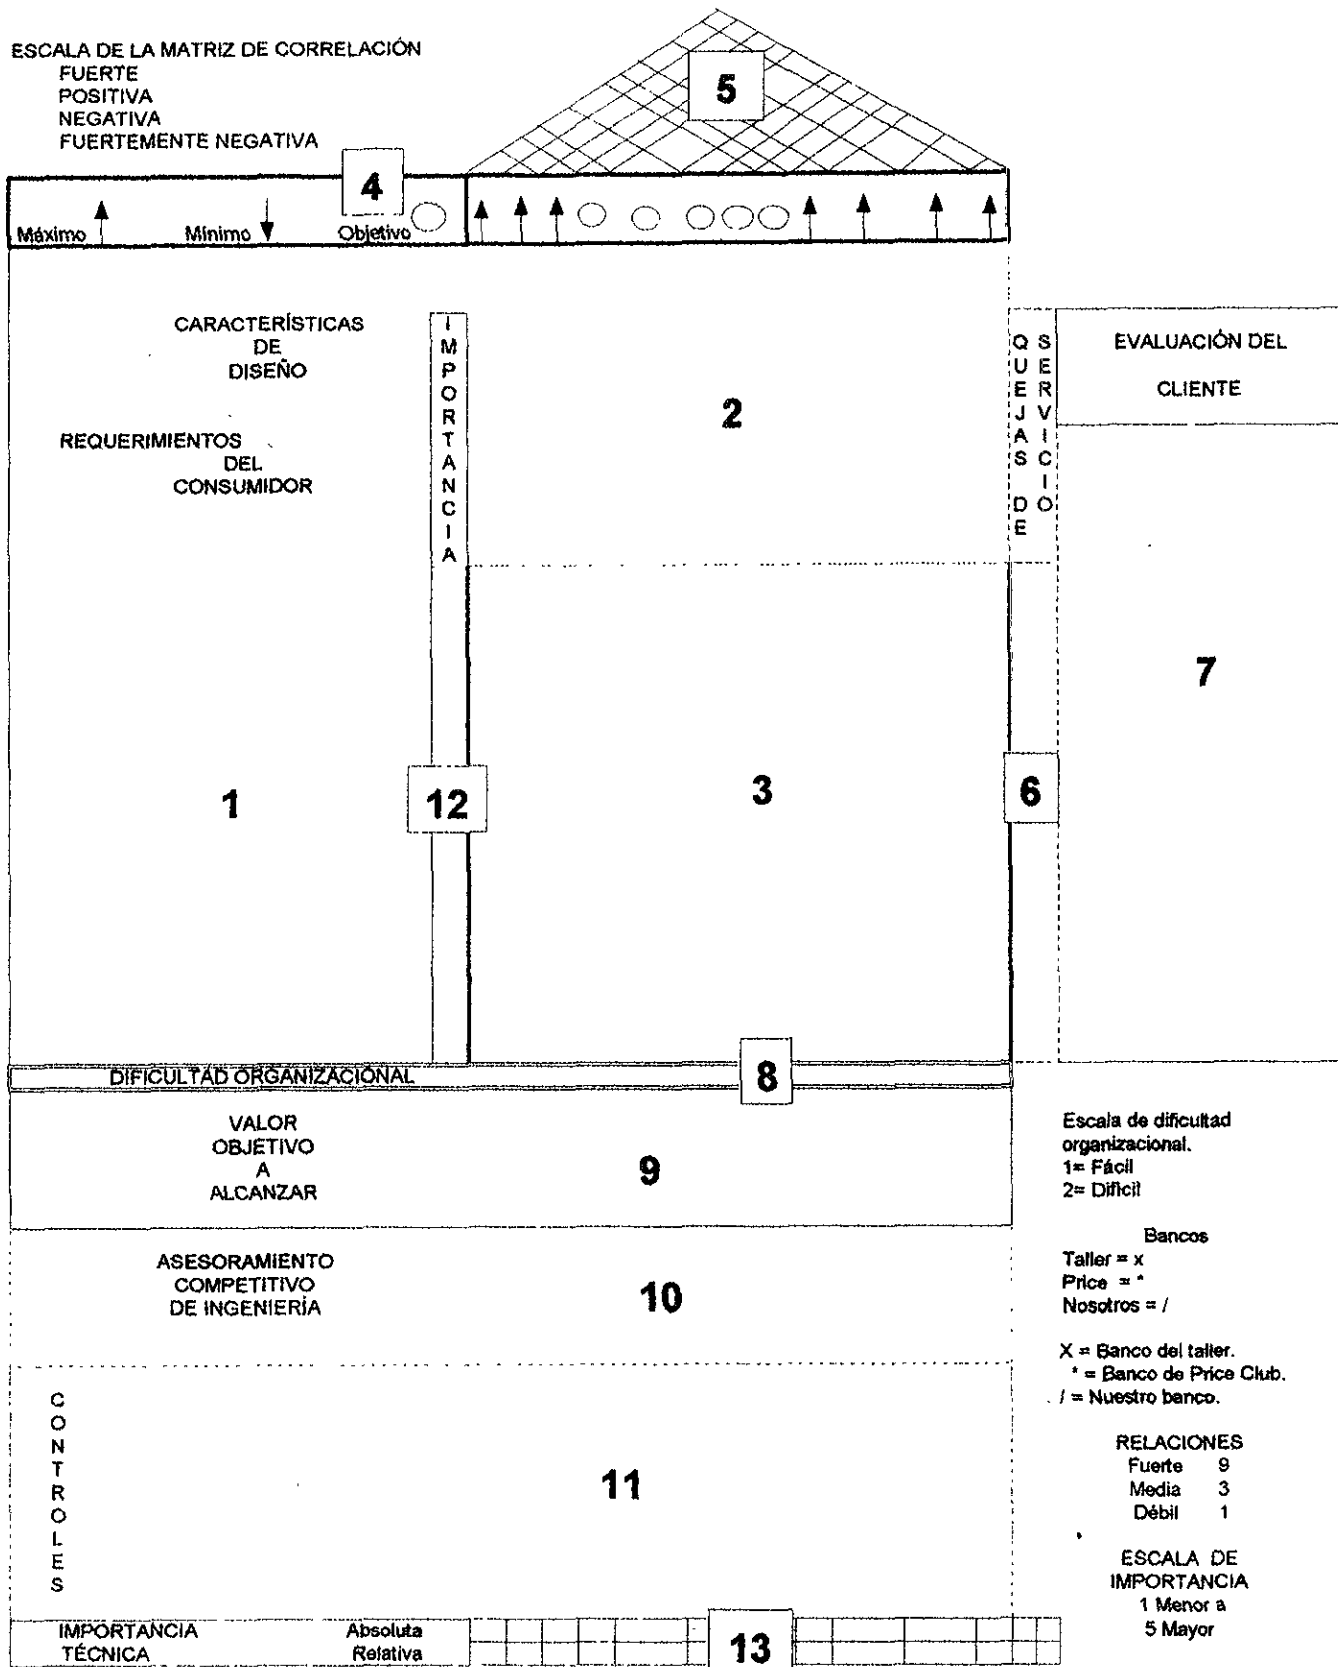 ESCALA DE LA MATRIZ DE CORRELACIÓN
FUERTE
POSITIVA
NEGATIVA
FUERTEMENTE NEGATIVA
5
4
Máximo Mínimo Objetivo
CARACTERÍSTICAS
DE
DISEÑO
REQUERIMIENTOS
DEL
CONSUMIDOR
IMPORTANCIA
2
QUEJAS DE
SERVICIO
EVALUACIÓN DEL
CLIENTE
7
1
12
3
6
DIFICULTAD ORGANIZACIONAL
8
VALOR
OBJETIVO
A
ALCANZAR
9
Escala de dificultad
organizacional.
1= Fácil
2= Difícil
ASESORAMIENTO
COMPETITIVO
DE INGENIERÍA
10
Bancos
Taller = x
Price = *
Nosotros = /
X = Banco del taller.
* = Banco de Price Club.
/ = Nuestro banco.
CONTROLES
11
RELACIONES
Fuerte 9
Media 3
Débil 1
ESCALA DE
IMPORTANCIA
1 Menor a
5 Mayor
IMPORTANCIA Absoluta
TÉCNICA Relativa
13